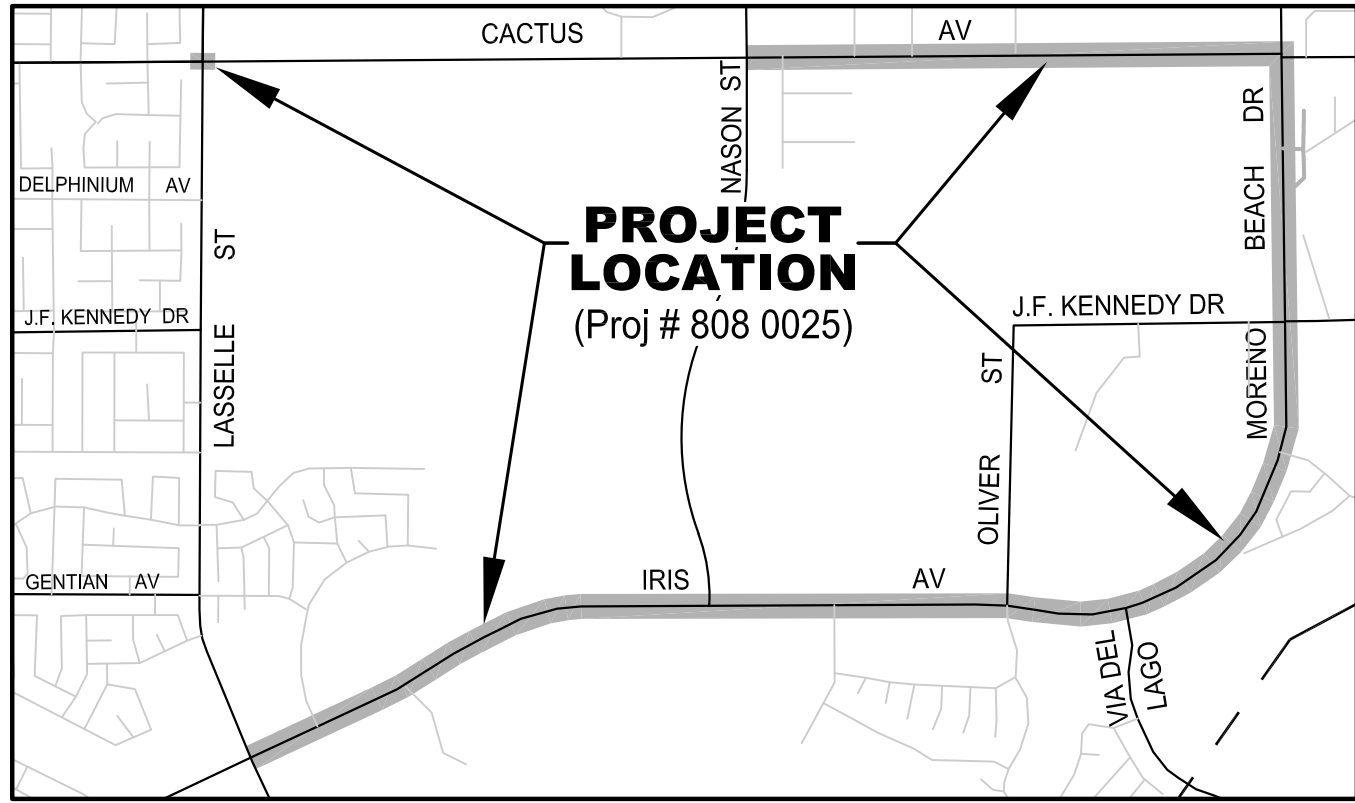 CACTUS AV
NASON ST
BEACH DR
DELPHINIUM AV
PROJECT
LOCATION
(Proj # 808 0025)
LASSELLE ST
J.F. KENNEDY DR
J.F. KENNEDY DR
MORENO
OLIVER ST
GENTIAN AV
IRIS AV
VIA DEL
LAGO